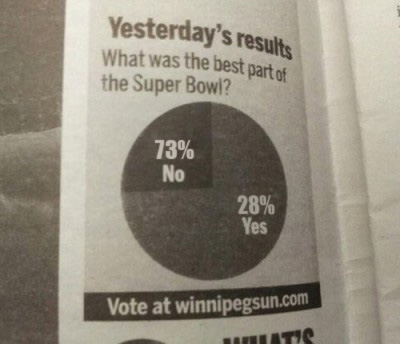 Yesterday's results
What was the best part of
the Super Bowl?
73%
No
28%
Yes
Vote at winnipegsun.com
WHAT'S